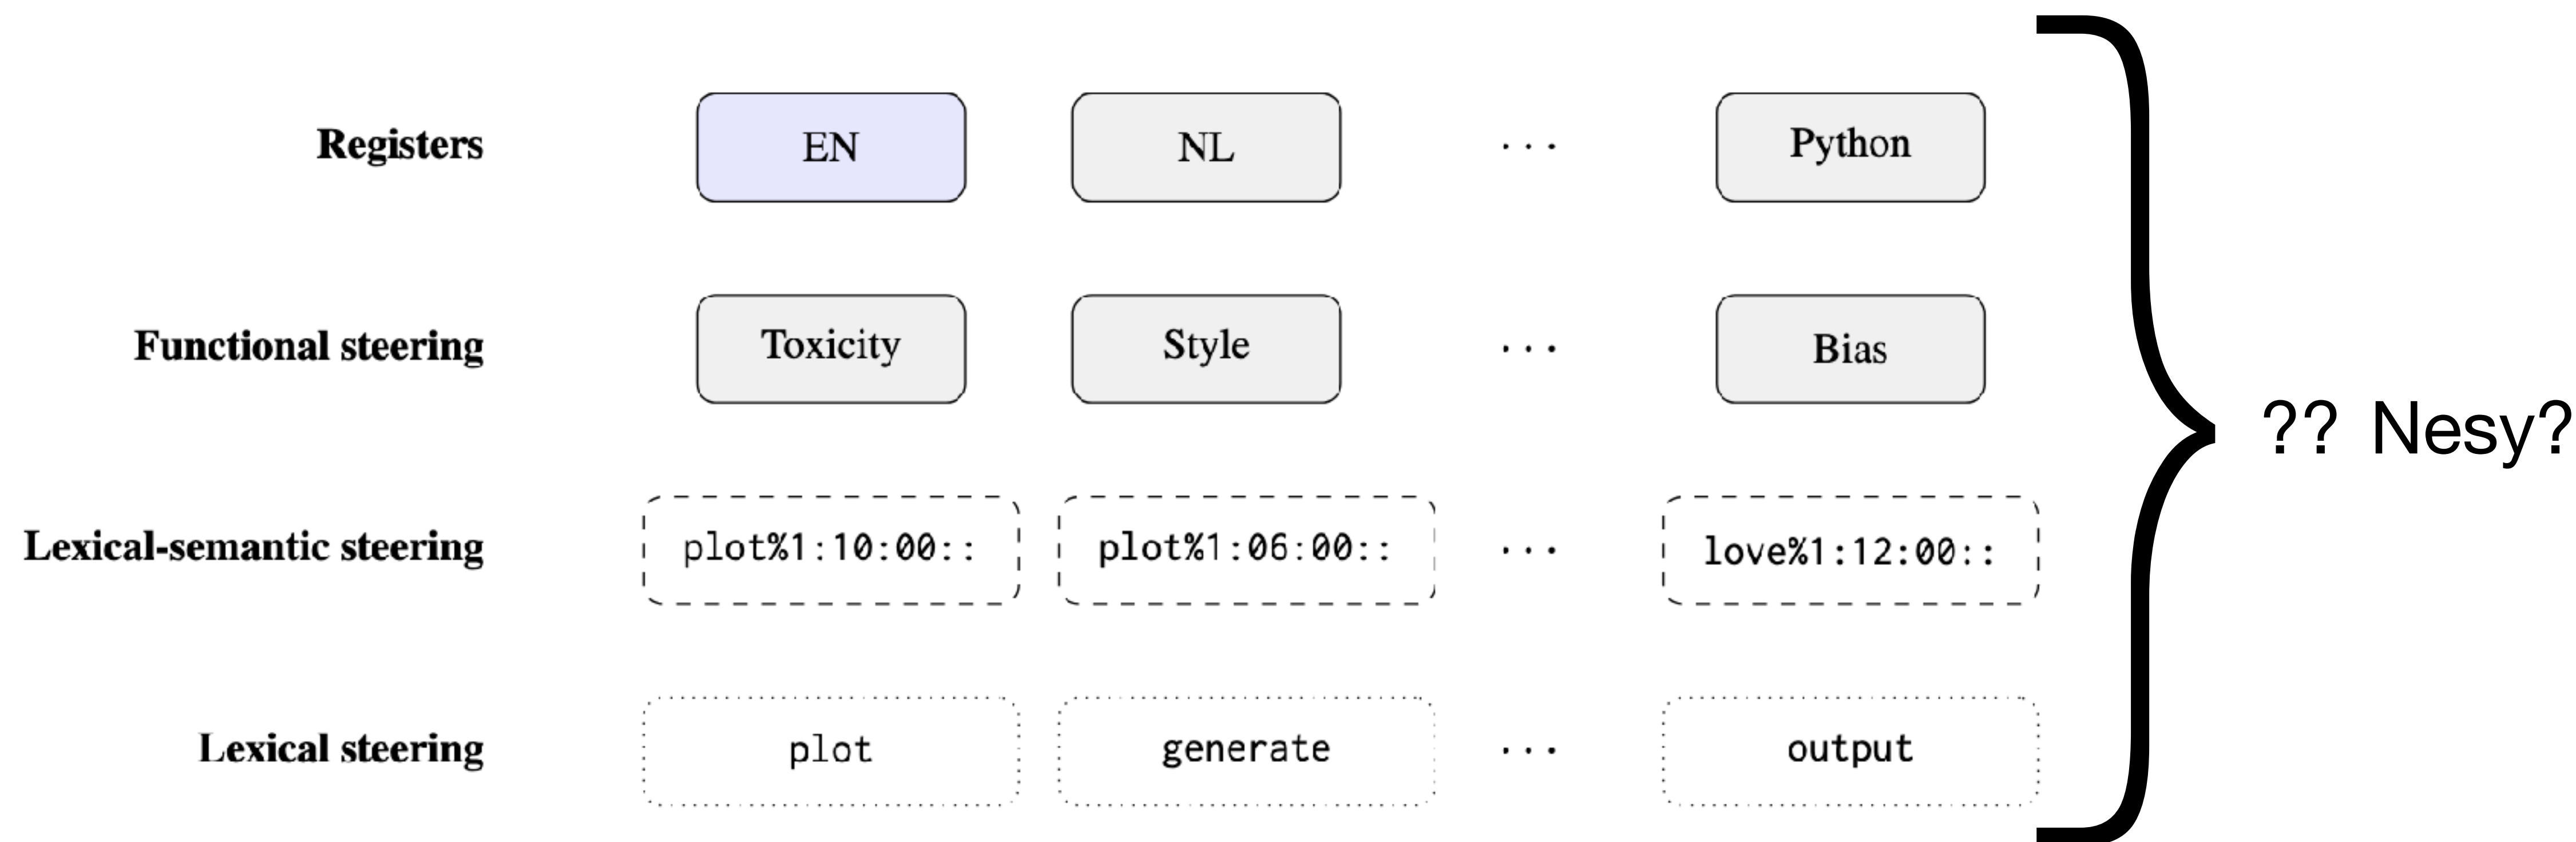 Registers EN NL ... Python
Functional steering Toxicity Style ... Bias
?? Nesy?
Lexical-semantic steering plot%1:10:00:: plot%1:06:00:: ... love%1:12:00::
Lexical steering plot generate ... output